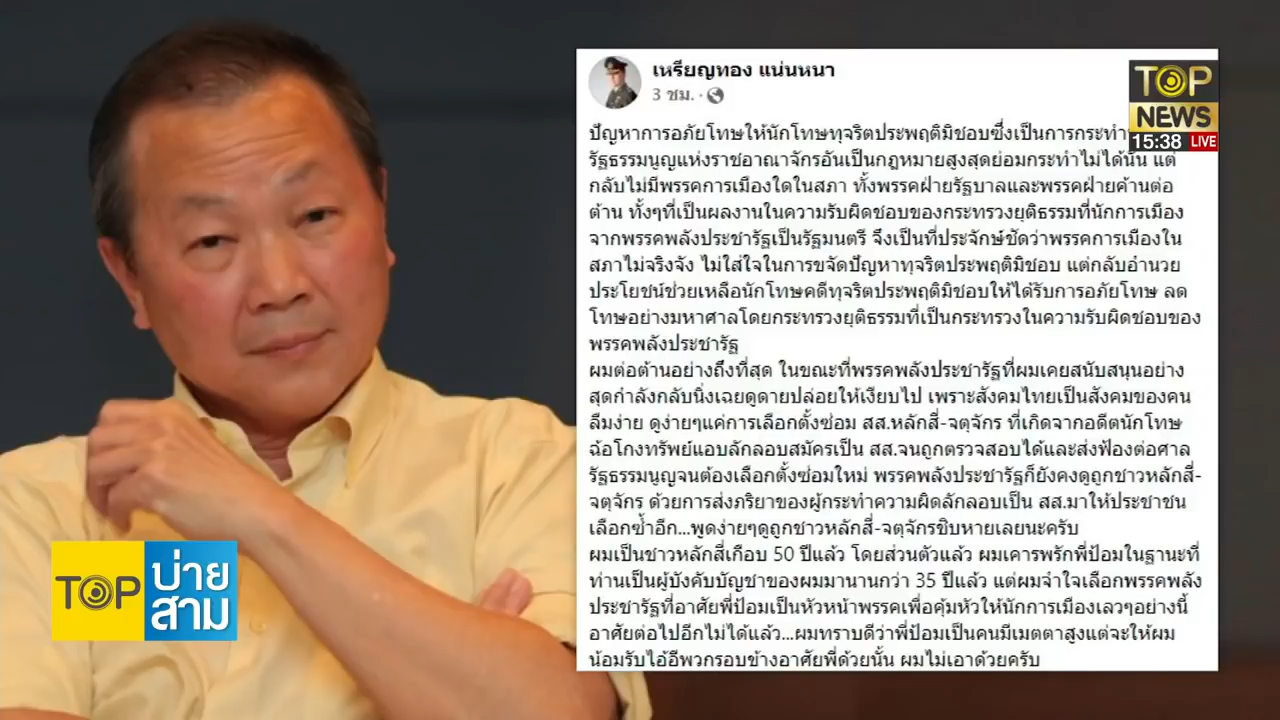 เหรียญทอง แน่นหนา
3 ชม. ·
TOP
NEWS
15:38 LIVE
ปัญหาการอภัยโทษให้นักโทษทุจริตประพฤติมิชอบซึ่งเป็นการกระทำ
รัฐธรรมนูญแห่งราชอาณาจักรอันเป็นกฎหมายสูงสุดย่อมกระทำไม่ได้นั้น แต่
กลับไม่มีพรรคการเมืองใดในสภา ทั้งพรรคฝ่ายรัฐบาลและพรรคฝ่ายค้านต่อ
ต้าน ทั้งๆที่เป็นผลงานในความรับผิดชอบของกระทรวงยุติธรรมที่นักการเมือง
จากพรรคพลังประชารัฐเป็นรัฐมนตรี จึงเป็นที่ประจักษ์ชัดว่าพรรคการเมืองใน
สภาไม่จริงจัง ไม่ใส่ใจในการขจัดปัญหาทุจริตประพฤติมิชอบ แต่กลับอำนวย
ประโยชน์ช่วยเหลือนักโทษคดีทุจริตประพฤติมิชอบให้ได้รับการอภัยโทษ ลด
โทษอย่างมหาศาลโดยกระทรวงยุติธรรมที่เป็นกระทรวงในความรับผิดชอบของ
พรรคพลังประชารัฐ
ผมต่อต้านอย่างถึงที่สุด ในขณะที่พรรคพลังประชารัฐที่ผมเคยสนับสนุนอย่าง
สุดกำลังกลับนิ่งเฉยดูดายปล่อยให้เงียบไป เพราะสังคมไทยเป็นสังคมของคน
ลืมง่าย ดูง่ายๆแค่การเลือกตั้งซ่อม สส.หลักสี่-จตุจักร ที่เกิดจากอดีตนักโทษ
ฉ้อโกงทรัพย์แอบลักลอบสมัครเป็น สส.จนถูกตรวจสอบได้และส่งฟ้องต่อศาล
รัฐธรรมนูญจนต้องเลือกตั้งซ่อมใหม่ พรรคพลังประชารัฐก็ยังคงดูถูกชาวหลักสี่-
จตุจักร ด้วยการส่งภริยาของผู้กระทำความผิดลักลอบเป็น สส.มาให้ประชาชน
เลือกซ้ำอีก...พูดง่ายๆดูถูกชาวหลักสี่-จตุจักรชิบหายเลยนะครับ
ผมเป็นชาวหลักสี่เกือบ 50 ปีแล้ว โดยส่วนตัวแล้ว ผมเคารพรักพี่ป้อมในฐานะที่
ท่านเป็นผู้บังคับบัญชาของผมมานานกว่า 35 ปีแล้ว แต่ผมจำใจเลือกพรรคพลัง
ประชารัฐที่อาศัยพี่ป้อมเป็นหัวหน้าพรรคเพื่อคุ้มหัวให้นักการเมืองเลวๆอย่างนี้
อาศัยต่อไปอีกไม่ได้แล้ว...ผมทราบดีว่าพี่ป้อมเป็นคนมีเมตตาสูงแต่จะให้ผม
น้อมรับไอ้อีพวกรอบข้างอาศัยพี่ด้วยนั้น ผมไม่เอาด้วยครับ
TOP บ่าย
สาม